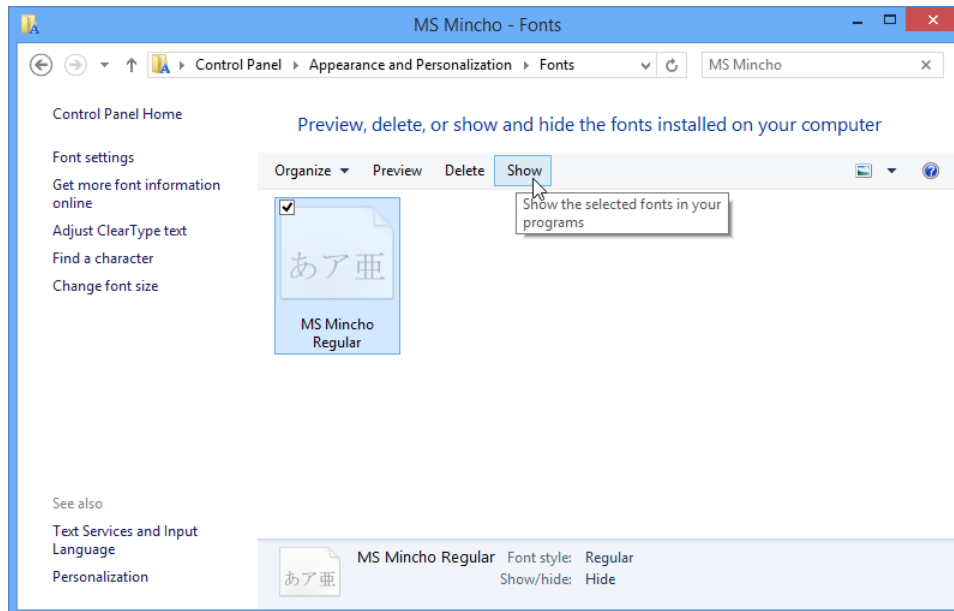 MS Mincho - Fonts
Control Panel Appearance and Personalization Fonts
MS Mincho
Control Panel Home
Font settings
Get more font information
online
Adjust ClearType text
Find a character
Change font size
See also
Text Services and Input
Language
Personalization
Preview, delete, or show and hide the fonts installed on your computer
Organize Preview Delete Show
Show the selected fonts in your
programs
あア亜
MS Mincho
Regular
あア亜
MS Mincho Regular Font style: Regular
Show/hide: Hide